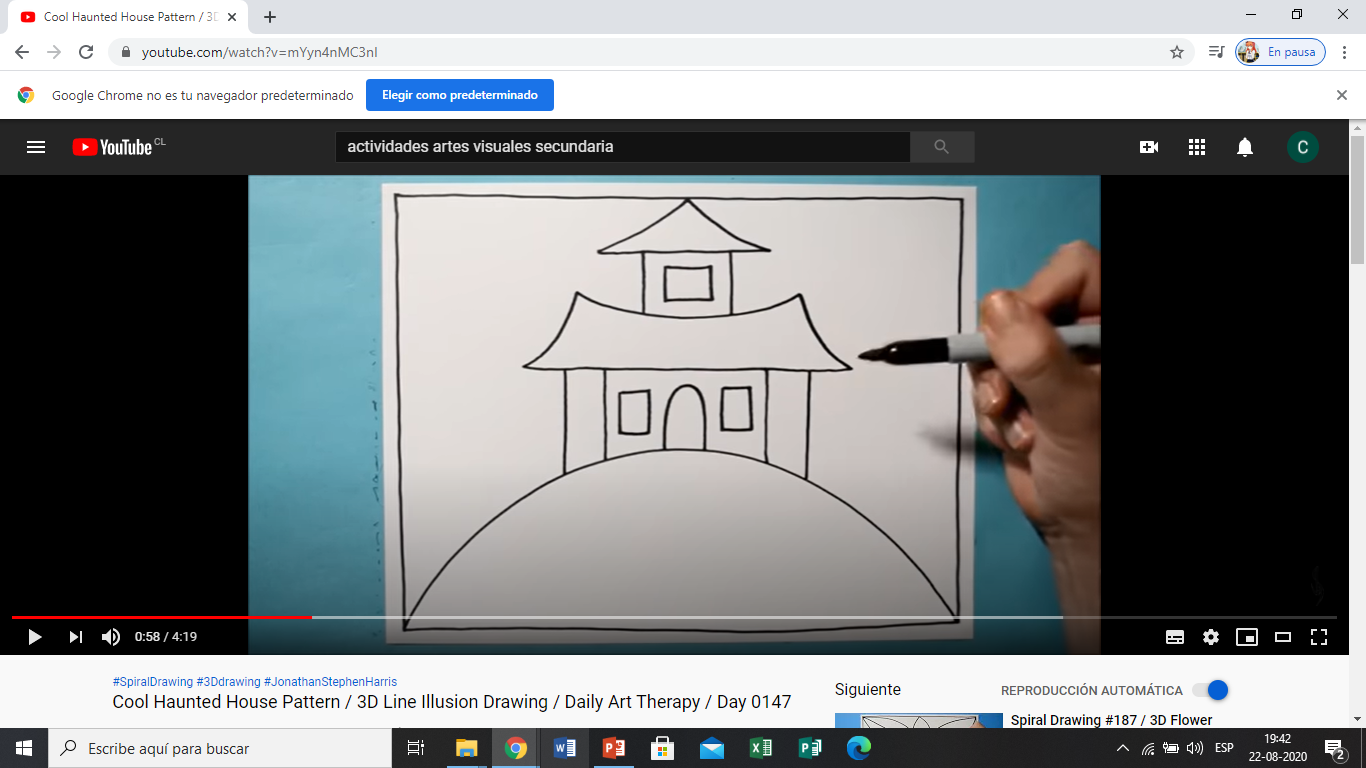 Cool Haunted House Pattern / 3D
youtube.com/watch?v=mYyn4nMC3nI
En pausa
Google Chrome no es tu navegador predeterminado
Elegir como predeterminado
YouTube CL
actividades artes visuales secundaria
C
0:58 / 4:19
#SpiralDrawing #3Ddrawing #JonathanStephenHarris
Cool Haunted House Pattern / 3D Line Illusion Drawing / Daily Art Therapy / Day 0147
Siguiente
REPRODUCCIÓN AUTOMÁTICA
Spiral Drawing #187 / 3D Flower
Escribe aquí para buscar
ESP
19:42
22-08-2020
2